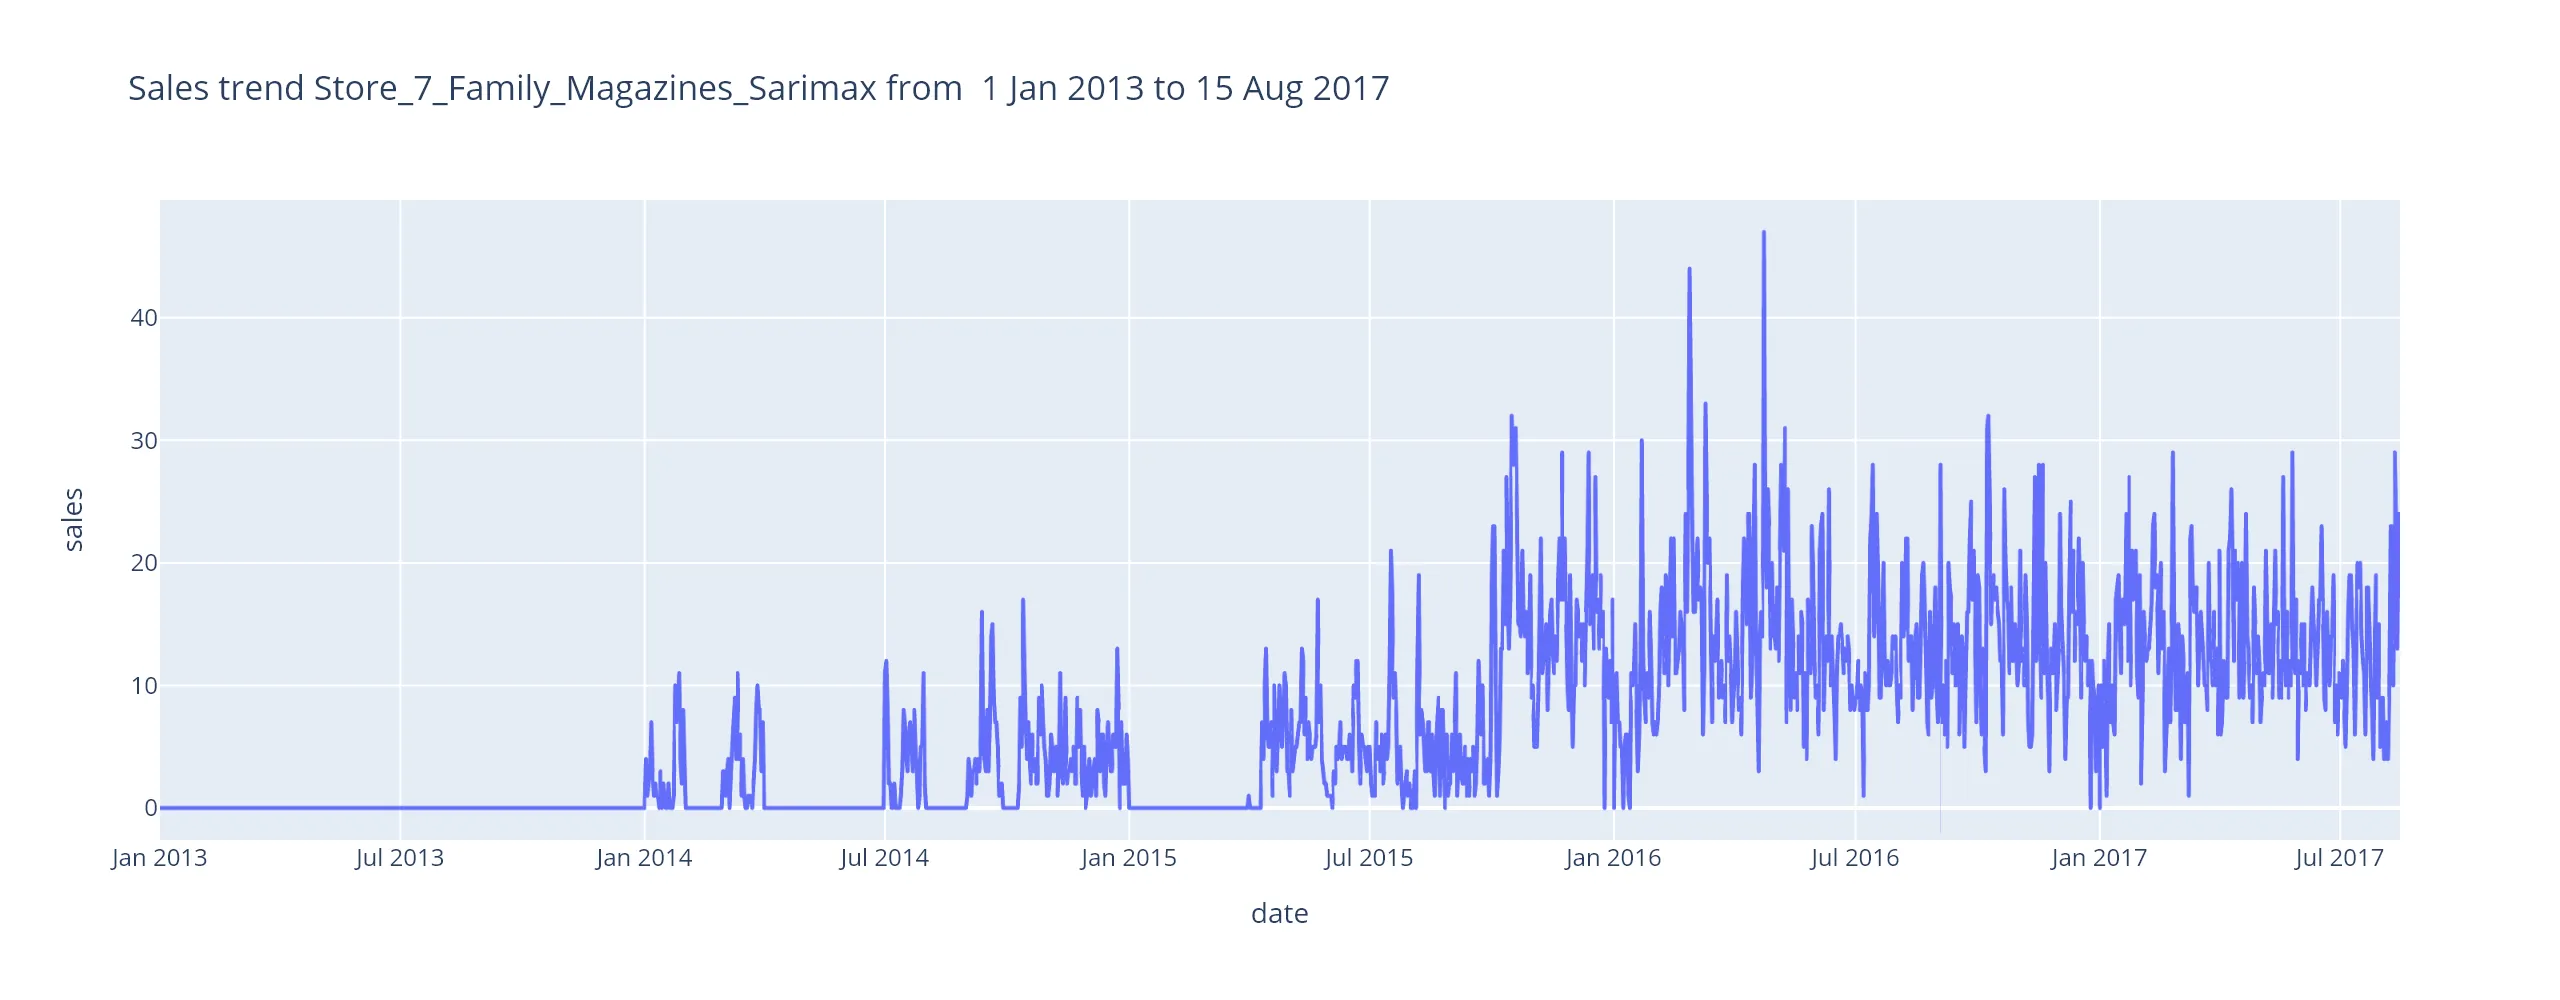 Sales trend Store_7_Family_Magazines_Sarimax from  1 Jan 2013 to 15 Aug 2017
40
30
20
10
0
sales
Jan 2013 Jul 2013 Jan 2014 Jul 2014 Jan 2015 Jul 2015 Jan 2016 Jul 2016 Jan 2017 Jul 2017
date